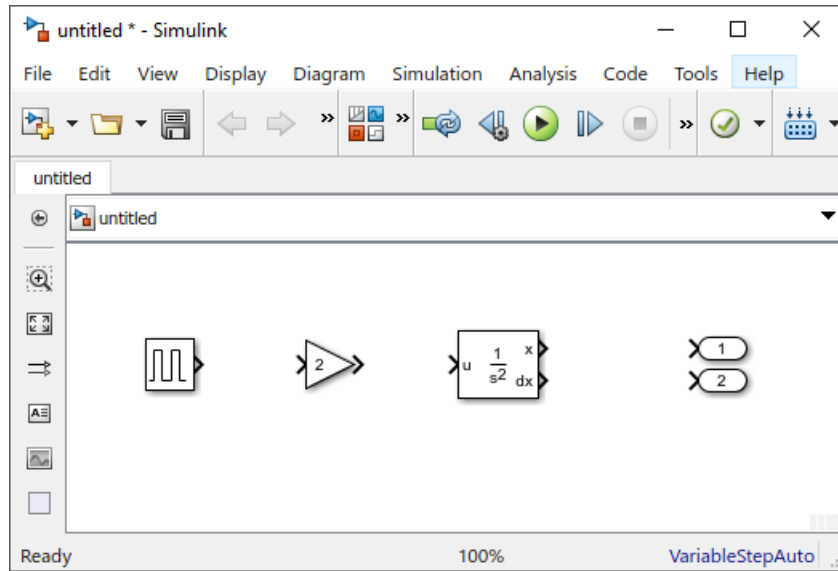 untitled * - Simulink
File Edit View Display Diagram Simulation Analysis Code Tools Help
» » »
untitled
untitled
A
2
u 1 s2 x dx
1
2
Ready 100% VariableStepAuto